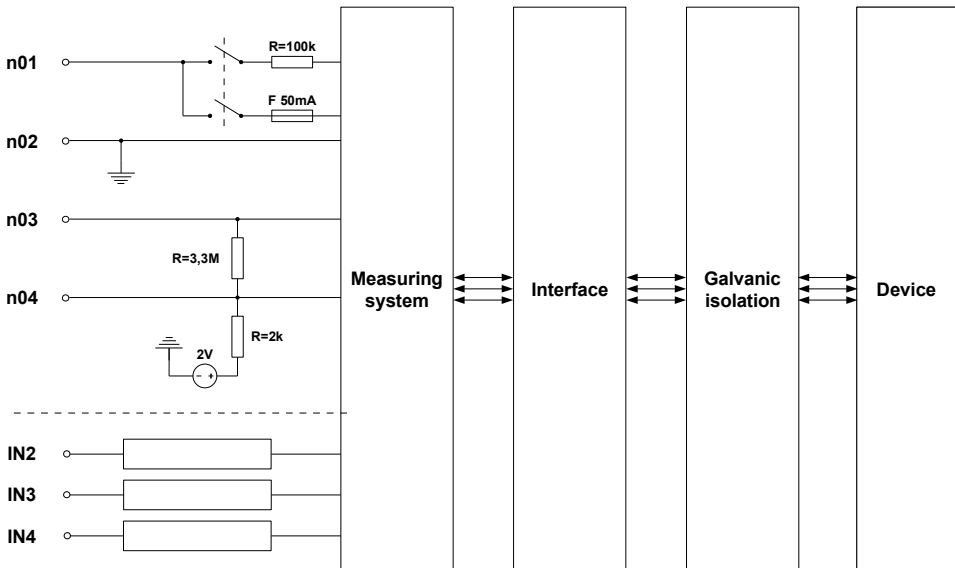 n01
R=100k
F 50mA
n02
n03
R=3,3M
n04
R=2k
2V
- +
IN2
IN3
IN4
Measuring
system
Interface
Galvanic
isolation
Device